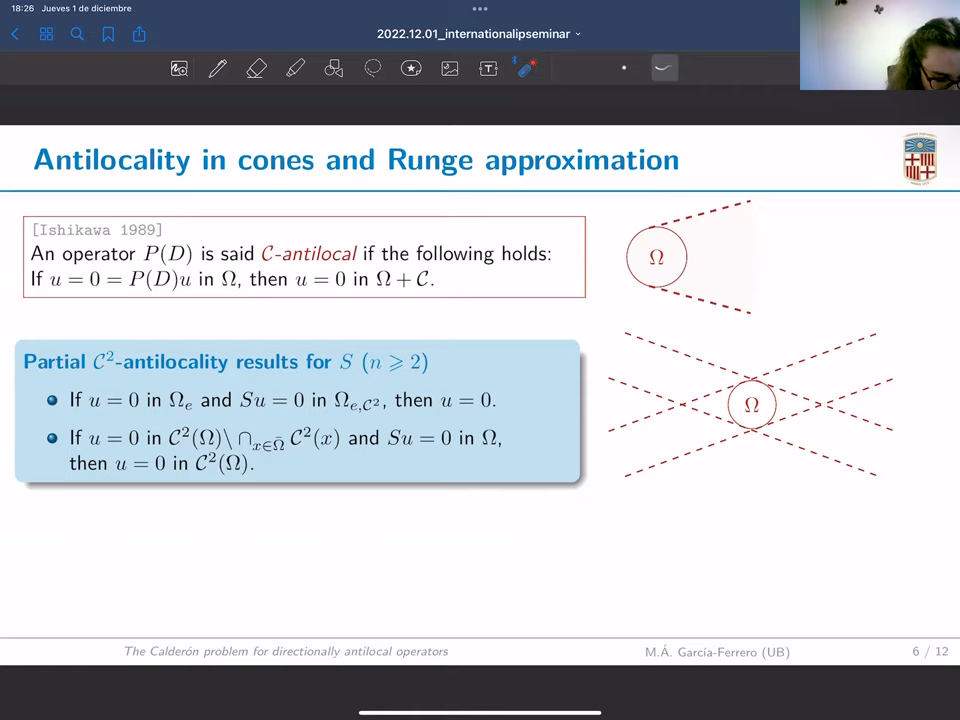 18:26 Jueves 1 de diciembre
2022.12.01_internationalipseminar
Antilocality in cones and Runge approximation
[Ishikawa 1989]
An operator P(D) is said 𝒞-antilocal if the following holds:
If u = 0 = P(D)u in Ω, then u = 0 in Ω + 𝒞.
Ω
Partial 𝒞²-antilocality results for S (n ⩾ 2)
If u = 0 in Ωₑ and Su = 0 in Ω_{e,𝒞²}, then u = 0.
If u = 0 in 𝒞²(Ω)\ ∩_{x∈Ω̄} 𝒞²(x) and Su = 0 in Ω,
then u = 0 in 𝒞²(Ω).
Ω
The Calderón problem for directionally antilocal operators
M.Á. García-Ferrero (UB)
6 / 12